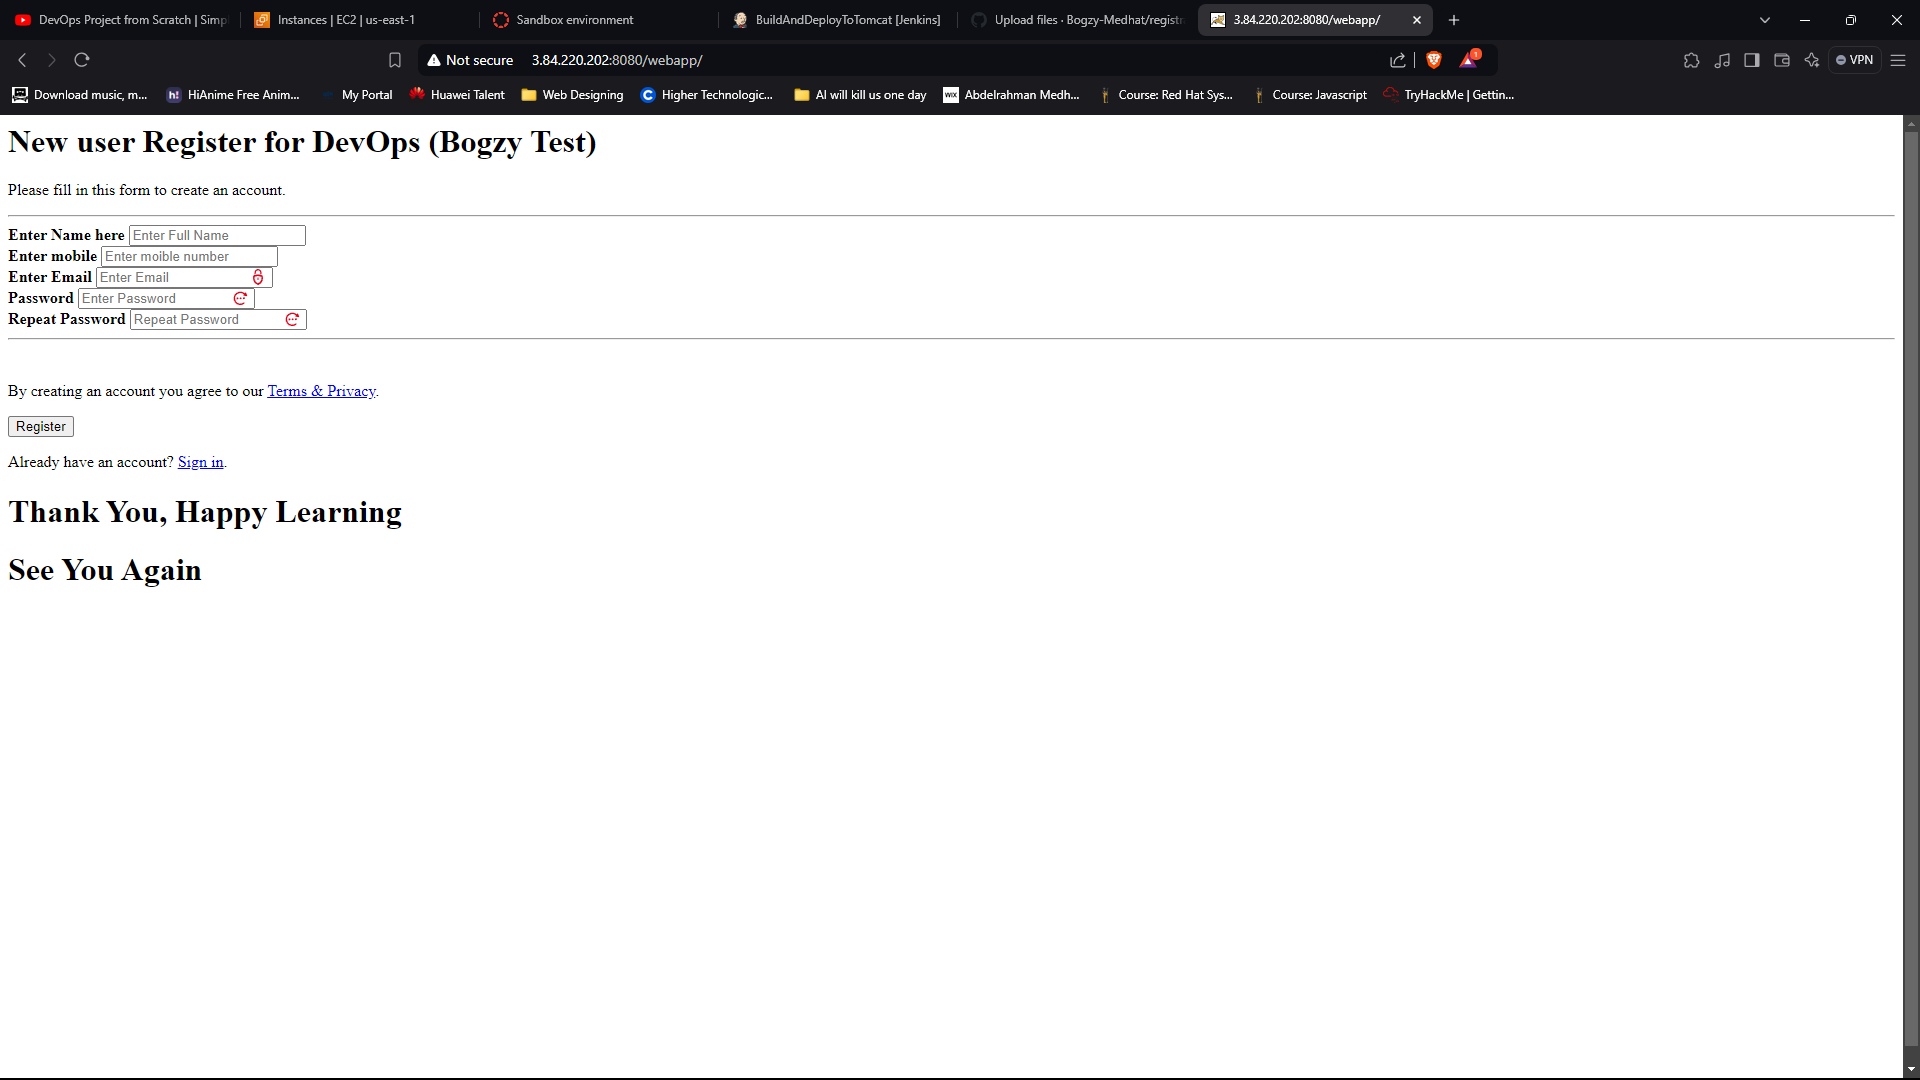 DevOps Project from Scratch | Simp
Instances | EC2 | us-east-1
Sandbox environment
BuildAndDeployToTomcat [Jenkins]
Upload files · Bogzy-Medhat/registr
3.84.220.202:8080/webapp/
Not secure 3.84.220.202:8080/webapp/
1
VPN
Download music, m...
h! HiAnime Free Anim...
My Portal
Huawei Talent
Web Designing
C Higher Technologic...
AI will kill us one day
WiX Abdelrahman Medh...
Course: Red Hat Sys...
Course: Javascript
TryHackMe | Gettin...
New user Register for DevOps (Bogzy Test)
Please fill in this form to create an account.
Enter Name here Enter Full Name
Enter mobile Enter moible number
Enter Email Enter Email
Password Enter Password
Repeat Password Repeat Password
By creating an account you agree to our Terms & Privacy.
Register
Already have an account? Sign in.
Thank You, Happy Learning
See You Again